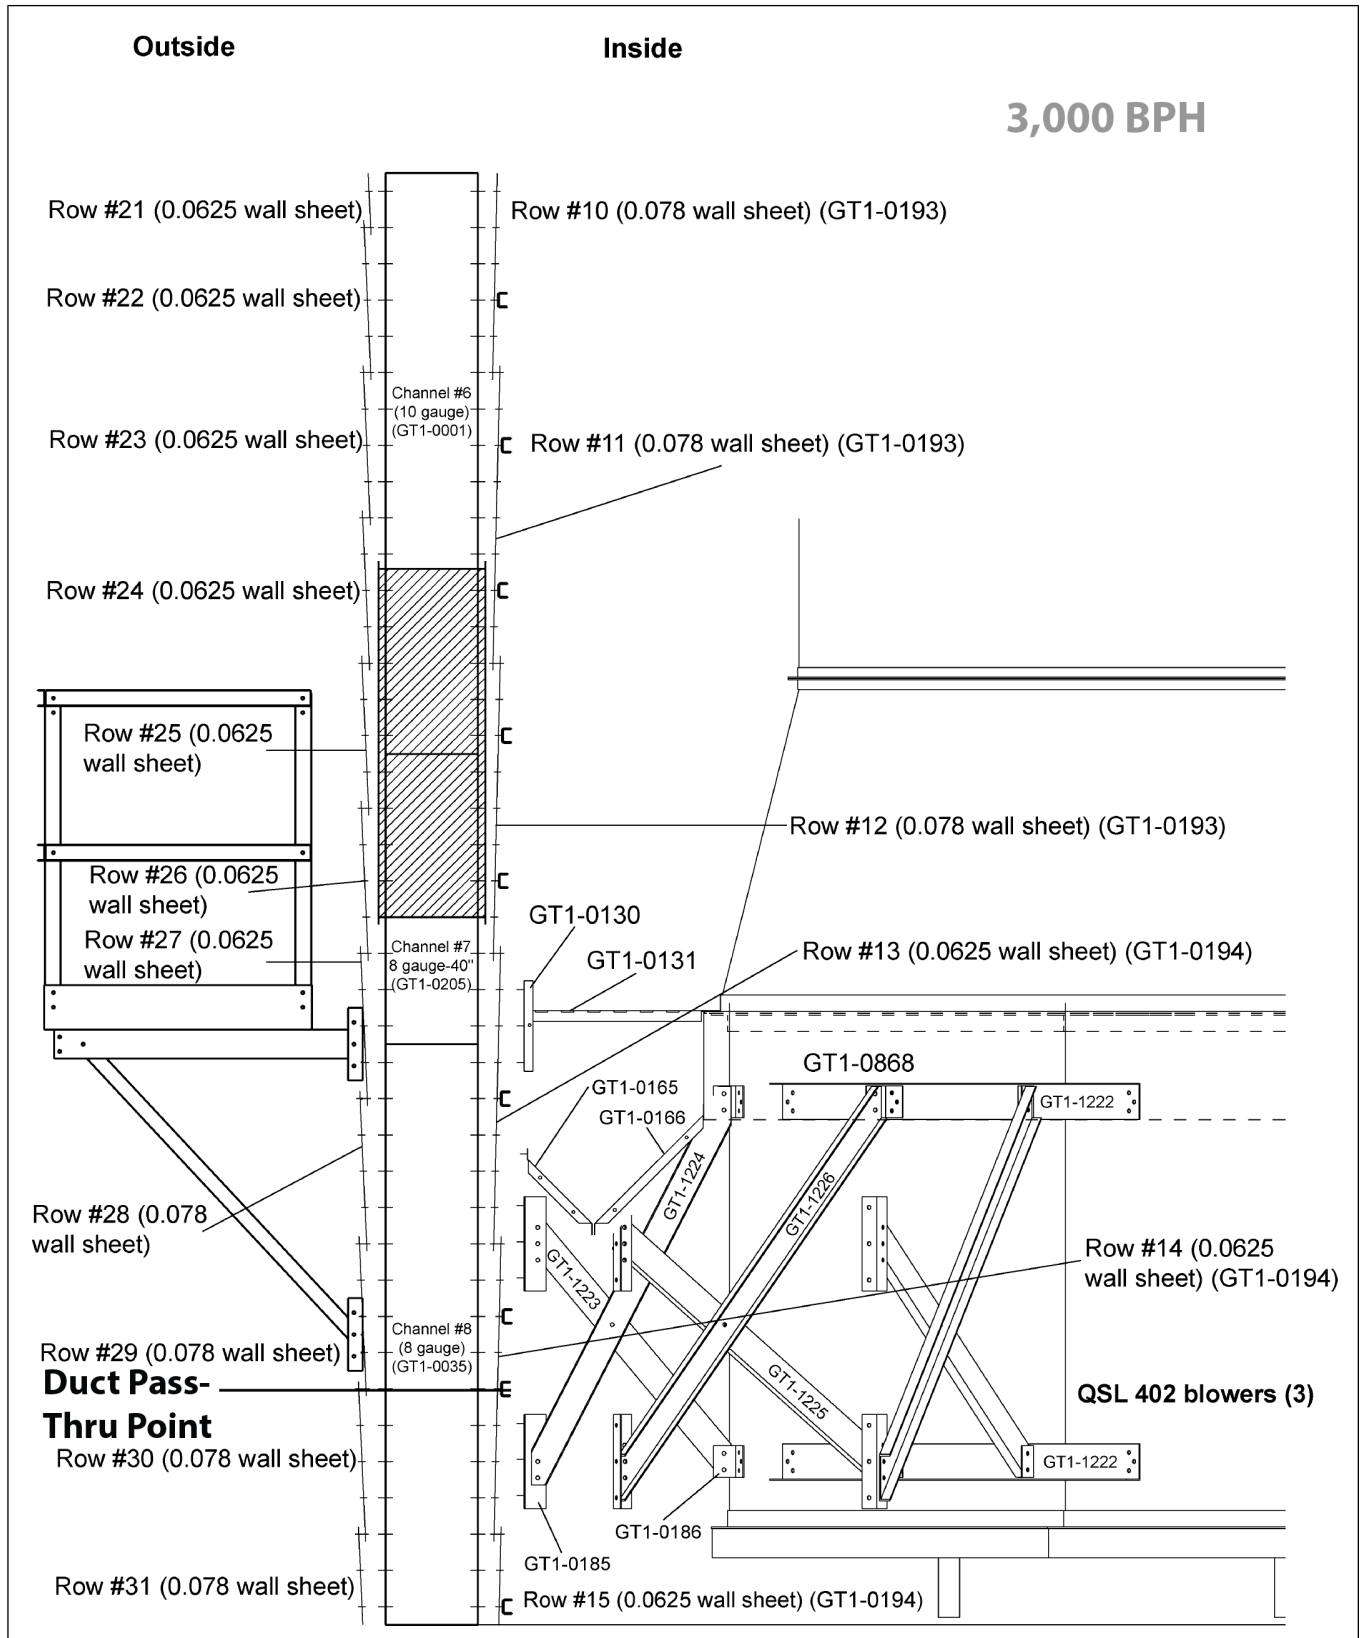 Outside
Inside
3,000 BPH
Row #21 (0.0625 wall sheet)
Row #10 (0.078 wall sheet) (GT1-0193)
Row #22 (0.0625 wall sheet)
Channel #6
(10 gauge)
(GT1-0001)
Row #23 (0.0625 wall sheet)
Row #11 (0.078 wall sheet) (GT1-0193)
Row #24 (0.0625 wall sheet)
Row #25 (0.0625
wall sheet)
Row #12 (0.078 wall sheet) (GT1-0193)
Row #26 (0.0625
wall sheet)
GT1-0130
Row #27 (0.0625
wall sheet)
Channel #7
8 gauge-40"
(GT1-0205)
GT1-0131
Row #13 (0.0625 wall sheet) (GT1-0194)
GT1-0868
GT1-0165
GT1-0166
GT1-1222
GT1-1224
GT1-1226
Row #28 (0.078
wall sheet)
Row #14 (0.0625
wall sheet) (GT1-0194)
GT1-1223
Channel #8
(8 gauge)
(GT1-0035)
Row #29 (0.078 wall sheet)
Duct Pass-
Thru Point
GT1-1225
QSL 402 blowers (3)
Row #30 (0.078 wall sheet)
GT1-1222
GT1-0186
GT1-0185
Row #31 (0.078 wall sheet)
Row #15 (0.0625 wall sheet) (GT1-0194)